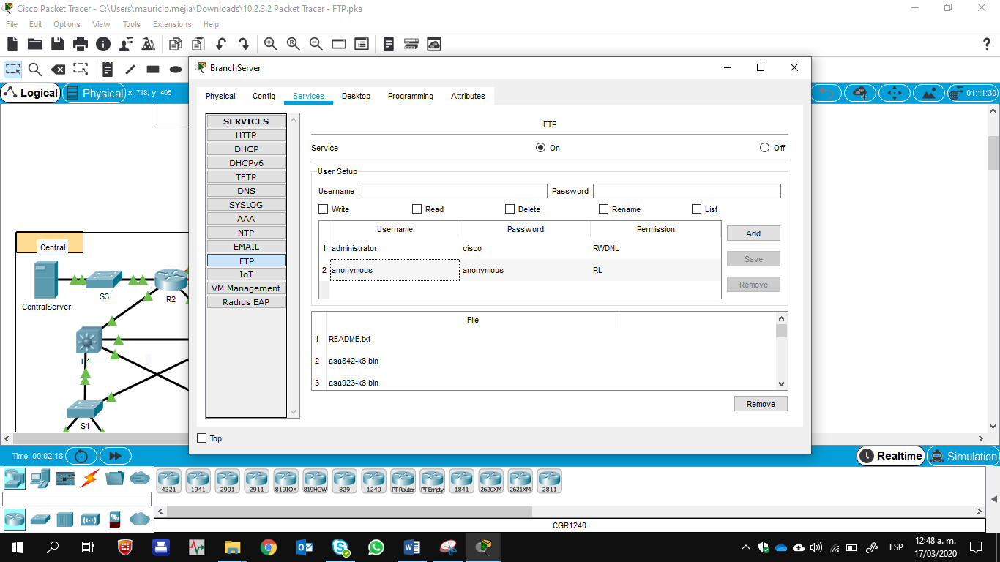 Cisco Packet Tracer - C:\Users\mauricio.mejia\Downloads\10.2.3.2 Packet Tracer - FTP.pka
File Edit Options View Tools Extensions Help
BranchServer
Logical Physical x: 718, y: 405
01:11:30
Physical Config Services Desktop Programming Attributes
SERVICES
HTTP
DHCP
DHCPv6
TFTP
DNS
SYSLOG
AAA
NTP
EMAIL
FTP
IoT
VM Management
Radius EAP
FTP
Service On Off
User Setup
Username Password
Write Read Delete Rename List
Username Password Permission
1 administrator cisco RWDNL
2 anonymous anonymous RL
Add
Save
Remove
File
1 README.txt
2 asa842-k8.bin
3 asa923-k8.bin
Remove
Top
Central
CentralServer
S3
R2
D1
S1
Time: 00:02:18
Realtime Simulation
4321 1941 2901 2911 819IOX 819HGW 829 1240 PT-Router PT-Empty 1841 2620XM 2621XM 2811
CGR1240
ESP
12:48 a. m.
17/03/2020